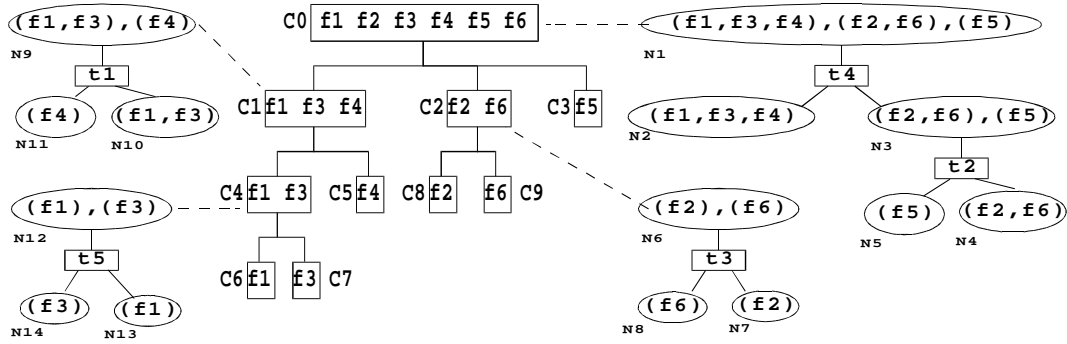 (f1,f3),(f4)
N9
t1
(f4)
N11
(f1,f3)
N10
C0 f1 f2 f3 f4 f5 f6
C1 f1 f3 f4
C2 f2 f6
C3 f5
C4 f1 f3
C5 f4
C8 f2
f6 C9
C6 f1
f3 C7
(f1),(f3)
N12
t5
(f3)
N14
(f1)
N13
(f1,f3,f4),(f2,f6),(f5)
N1
t4
(f1,f3,f4)
N2
(f2,f6),(f5)
N3
t2
(f5)
N5
(f2,f6)
N4
(f2),(f6)
N6
t3
(f6)
N8
(f2)
N7